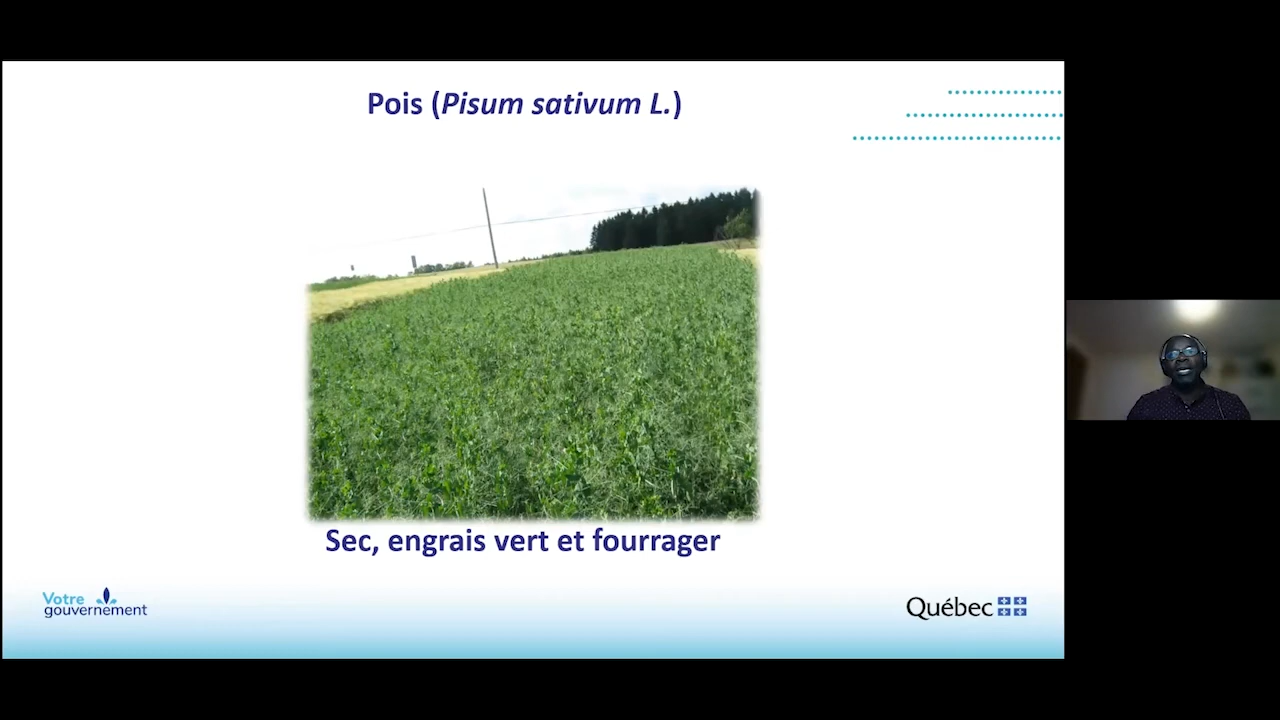 Pois (Pisum sativum L.)
Sec, engrais vert et fourrager
Votre
gouvernement
Québec